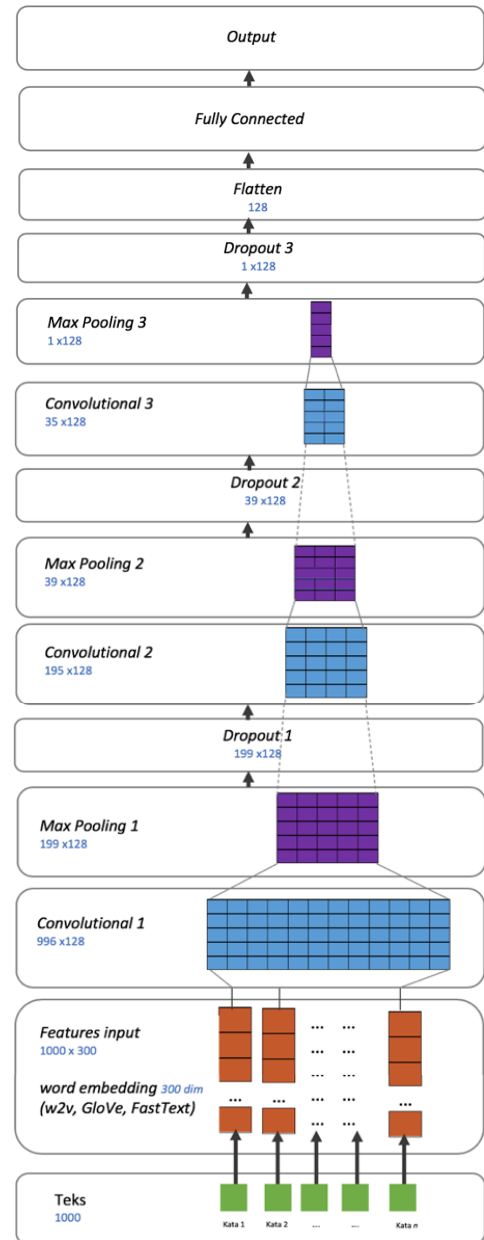 Output
Fully Connected
Flatten
128
Dropout 3
1 x128
Max Pooling 3
1 x128
Convolutional 3
35 x128
Dropout 2
39 x128
Max Pooling 2
39 x128
Convolutional 2
195 x128
Dropout 1
199 x128
Max Pooling 1
199 x128
Convolutional 1
996 x128
Features input
1000 x 300
word embedding 300 dim
(w2v, GloVe, FastText)
... ...
... ...
... ...
... ... ... ... ...
.... ....
Teks
1000
Kata 1 Kata 2 .... .... Kata n